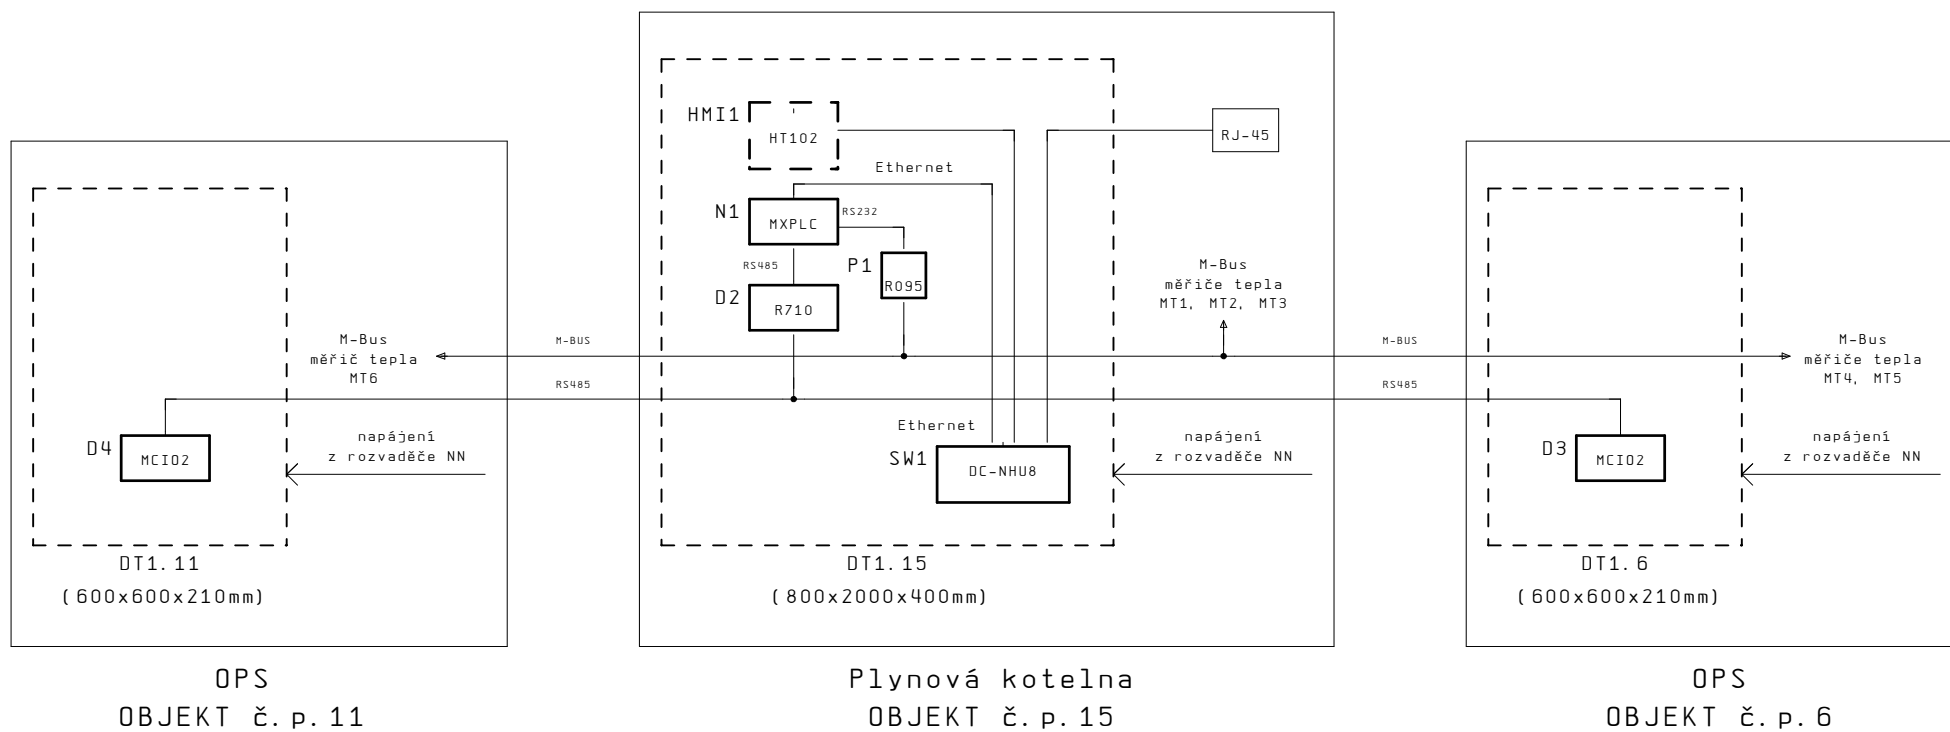 HMI1
HT102
RJ-45
Ethernet
N1
MXPLC
RS232
RS485
P1
R095
D2
R710
M-Bus
měřiče tepla
MT1, MT2, MT3
M-Bus
měřič tepla
MT6
M-BUS
M-BUS
M-Bus
měřiče tepla
MT4, MT5
RS485
RS485
D4
MCIO2
napájení
z rozvaděče NN
Ethernet
SW1
DC-NHU8
napájení
z rozvaděče NN
D3
MCIO2
napájení
z rozvaděče NN
DT1.11
(600x600x210mm)
DT1.15
(800x2000x400mm)
DT1.6
(600x600x210mm)
OPS
OBJEKT č.p.11
Plynová kotelna
OBJEKT č.p.15
OPS
OBJEKT č.p.6